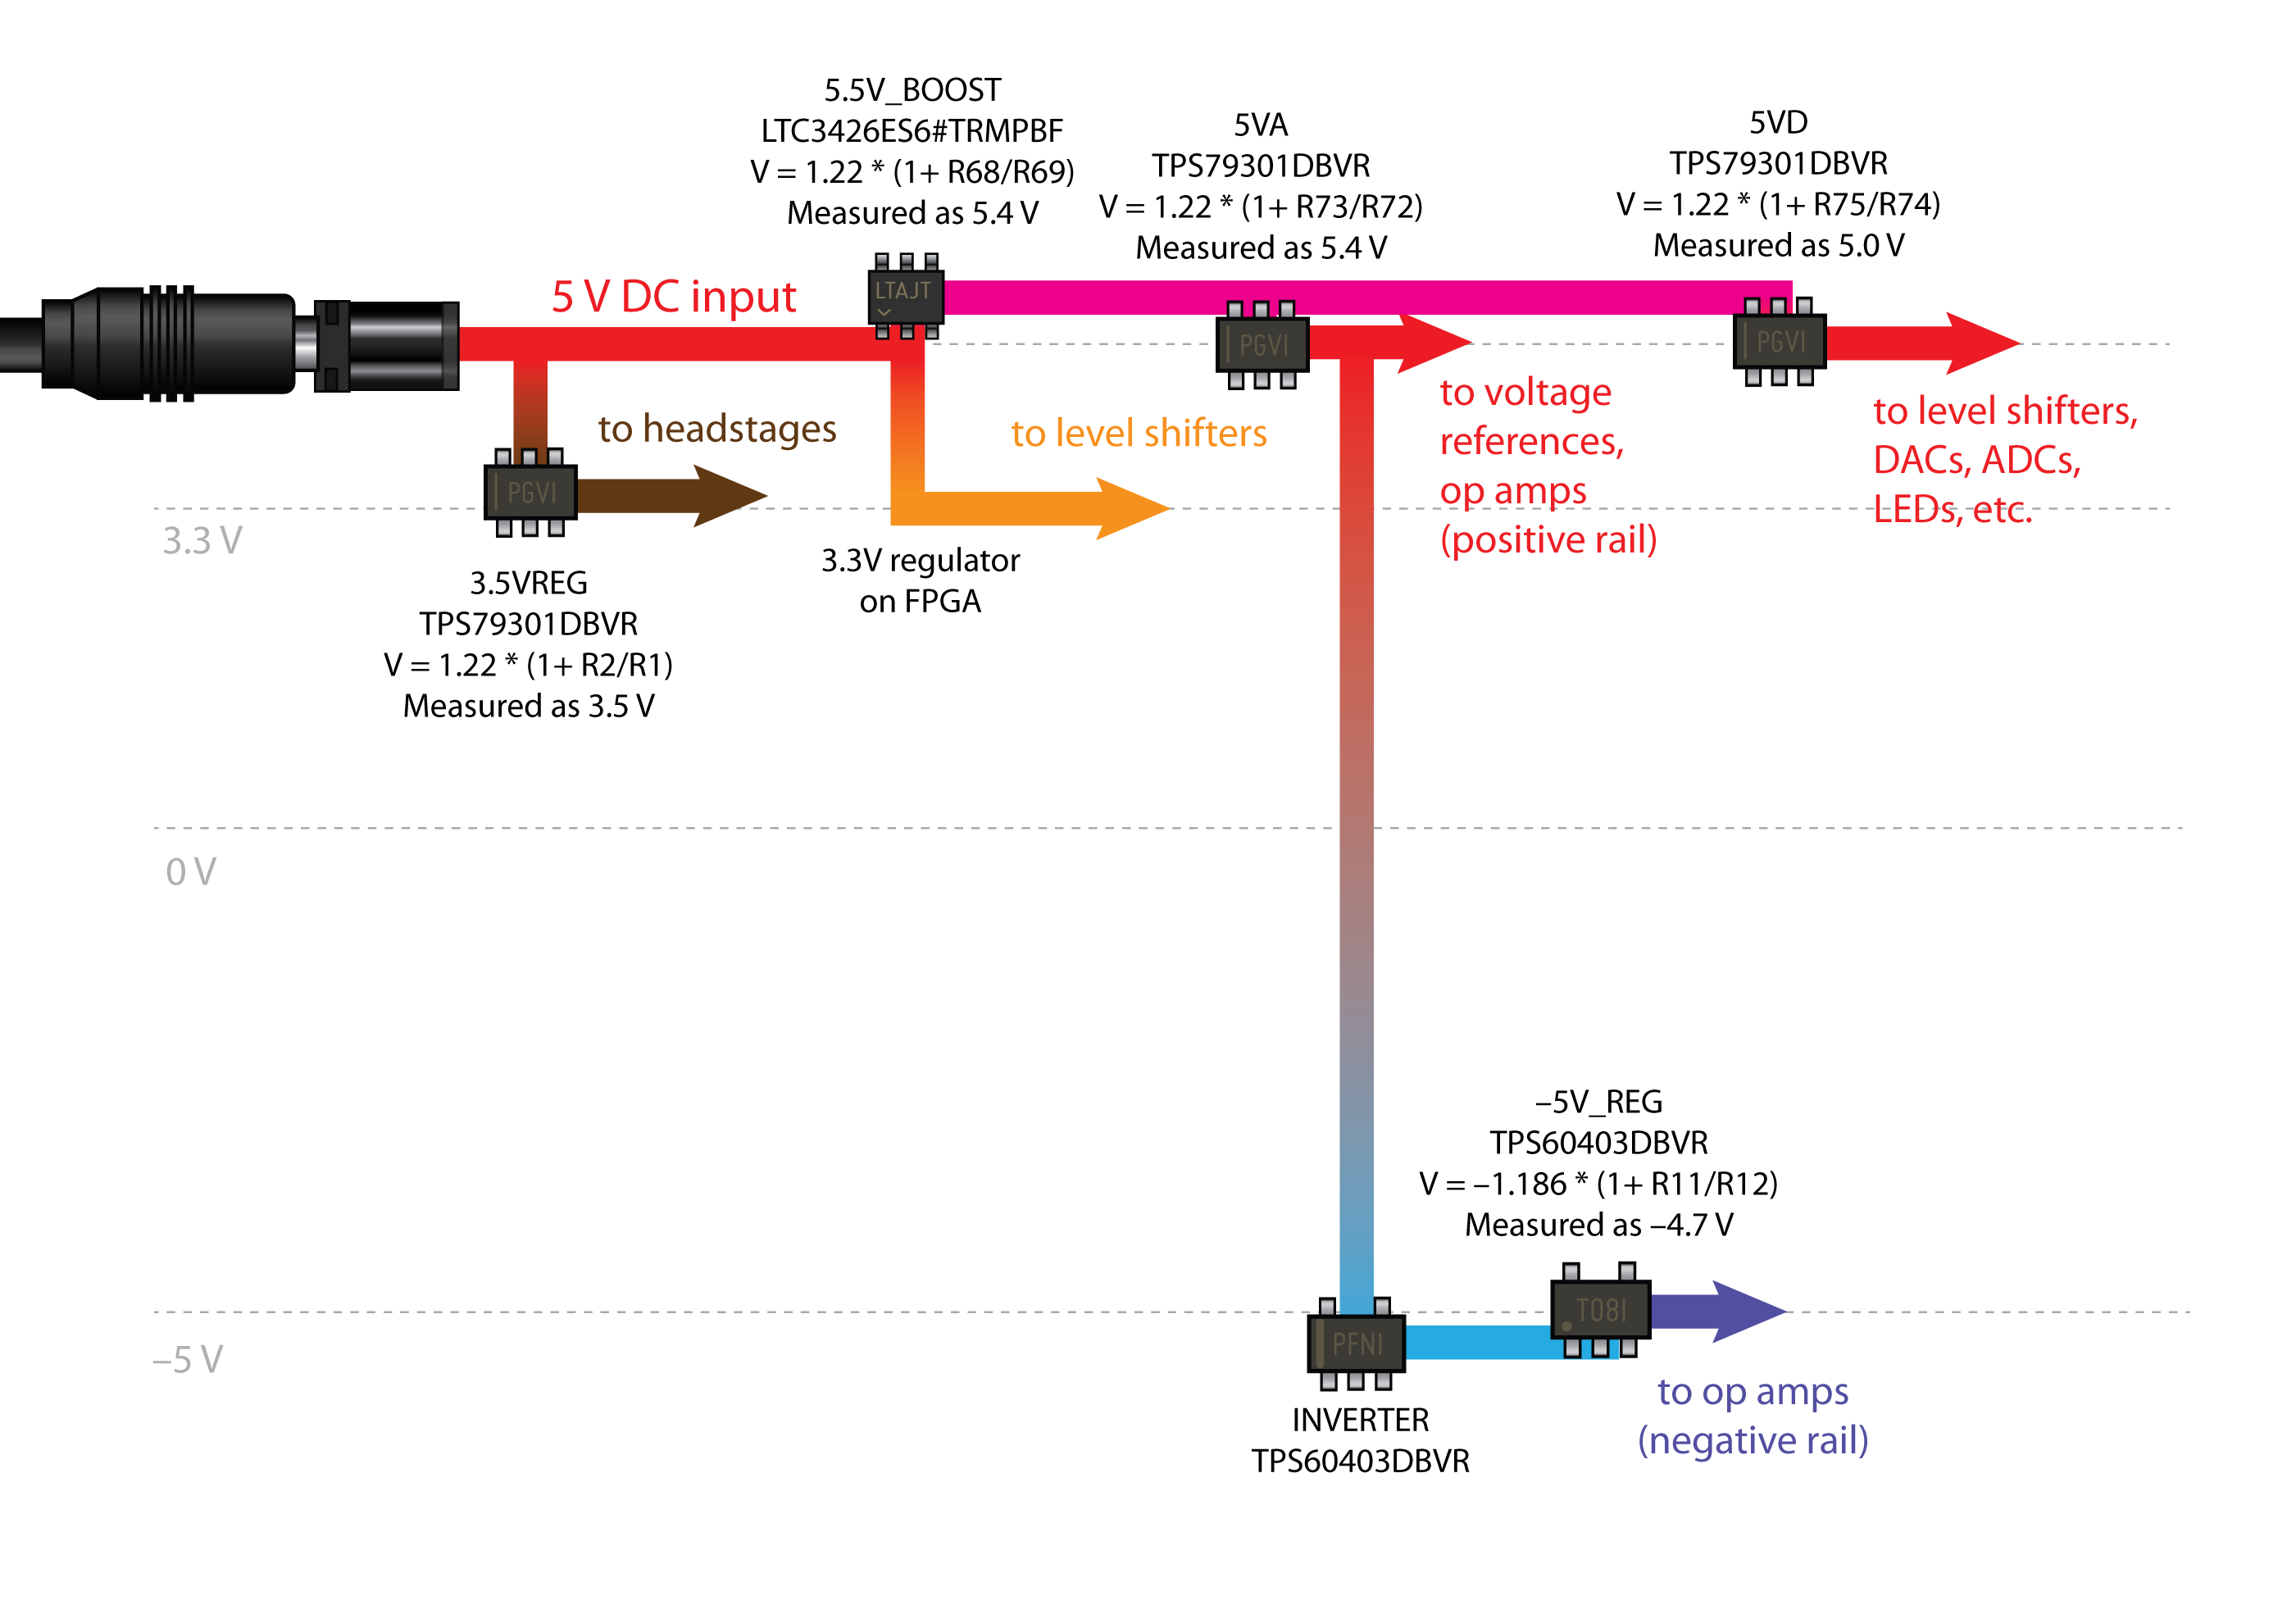 5.5V_BOOST
LTC3426ES6#TRMPBF
V = 1.22 * (1+ R68/R69)
Measured as 5.4 V
5VA
TPS79301DBVR
V = 1.22 * (1+ R73/R72)
Measured as 5.4 V
5VD
TPS79301DBVR
V = 1.22 * (1+ R75/R74)
Measured as 5.0 V
5 V DC input
LTAJT
PGVI
PGVI
to headstages
to level shifters
to voltage
references,
op amps
(positive rail)
to level shifters,
DACs, ADCs,
LEDs, etc.
PGVI
3.3 V
3.5VREG
TPS79301DBVR
V = 1.22 * (1+ R2/R1)
Measured as 3.5 V
3.3V regulator
on FPGA
0 V
–5V_REG
TPS60403DBVR
V = –1.186 * (1+ R11/R12)
Measured as –4.7 V
T08I
PFNI
–5 V
to op amps
(negative rail)
INVERTER
TPS60403DBVR